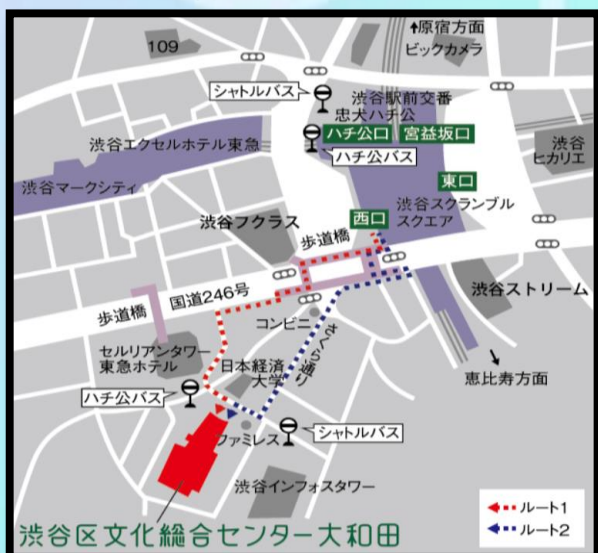 ↑原宿方面
ビックカメラ
109
シャトルバス
渋谷駅前交番
忠犬ハチ公
ハチ公口
宮益坂口
ハチ公バス
渋谷エクセルホテル東急
渋谷
ヒカリエ
渋谷マークシティ
東口
渋谷スクランブル
スクエア
西口
渋谷フクラス
歩道橋
国道246号
歩道橋
渋谷ストリーム
コンビニ
さくら通り
セルリアンタワー
東急ホテル
日本経済
大学
恵比寿方面
ハチ公バス
ファミレス
シャトルバス
渋谷インフォスタワー
ルート1
ルート2
渋谷区文化総合センター大和田